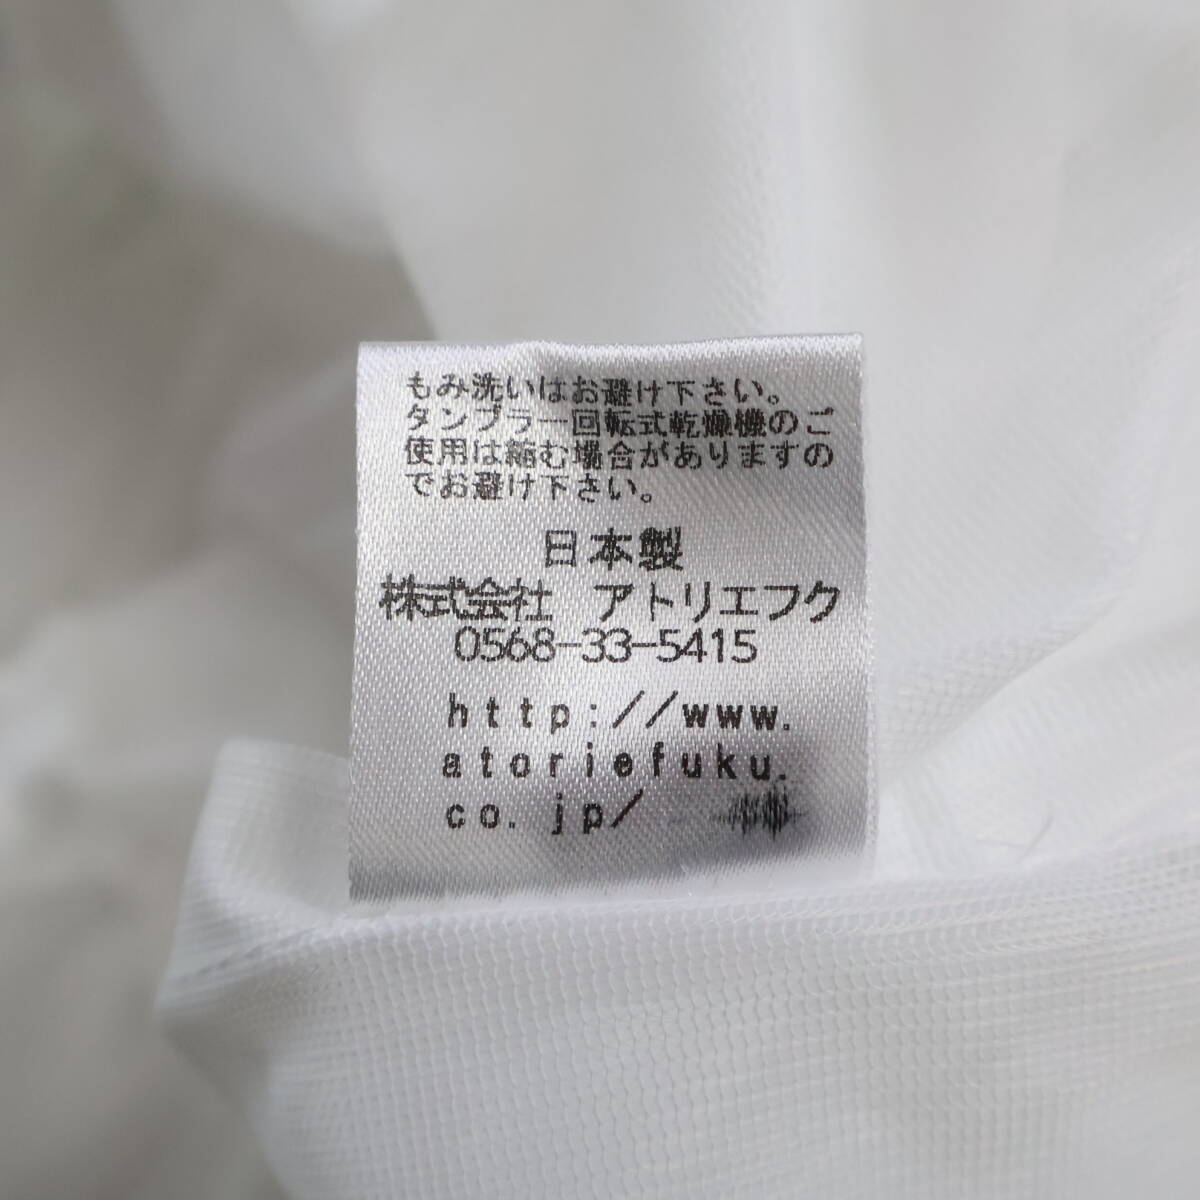 もみ洗いはお避け下さい。
タンブラー回転式乾燥機のご
使用は縮む場合がありますの
でお避け下さい。
日本製
株式会社　アトリエフク
0568-33-5415
http://www.
atoriefuku.
co.jp/